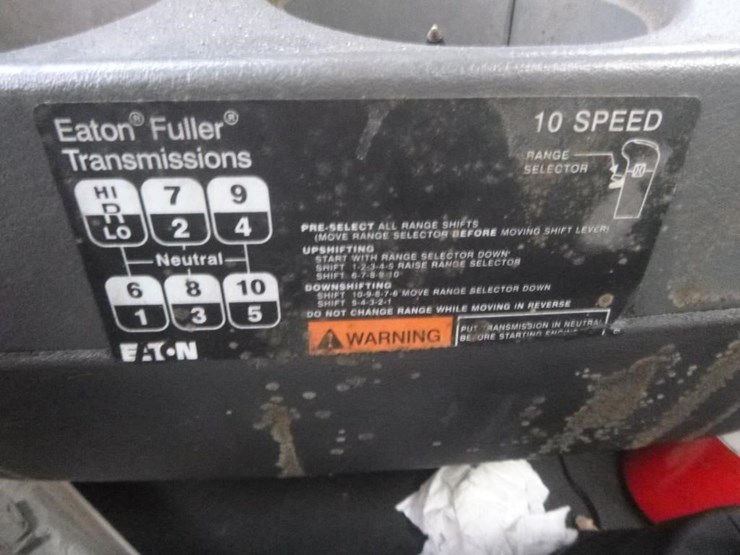 Eaton® Fuller®
Transmissions
10 SPEED
RANGE
SELECTOR
HI 7 9
R
LO 2 4
Neutral
6 8 10
1 3 5
EATON
PRE-SELECT ALL RANGE SHIFTS
(MOVE RANGE SELECTOR BEFORE MOVING SHIFT LEVER)
UPSHIFTING
START WITH RANGE SELECTOR DOWN
SHIFT 1-2-3-4-5 RAISE RANGE SELECTOR
SHIFT 6-7-8-9-10
DOWNSHIFTING
SHIFT 10-9-8-7-6 MOVE RANGE SELECTOR DOWN
SHIFT 5-4-3-2-1
DO NOT CHANGE RANGE WHILE MOVING IN REVERSE
WARNING
PUT TRANSMISSION IN NEUTRAL
BEFORE STARTING